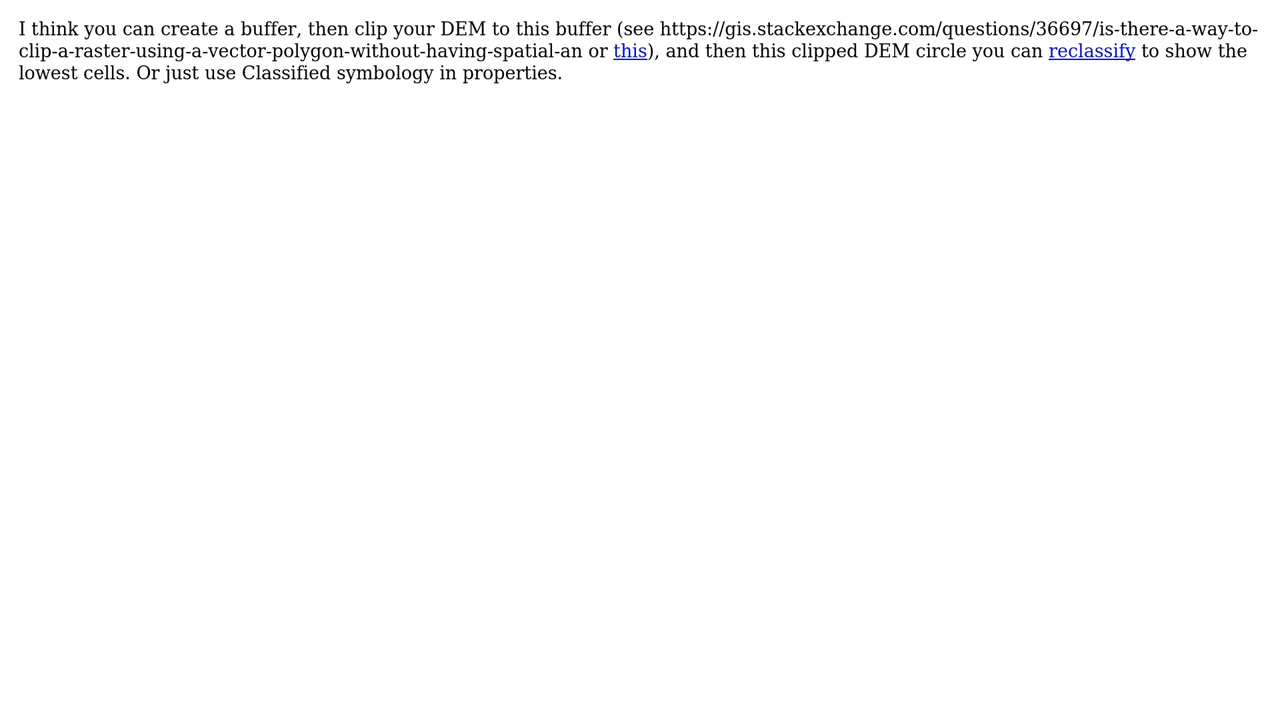 I think you can create a buffer, then clip your DEM to this buffer (see https://gis.stackexchange.com/questions/36697/is-there-a-way-to-
clip-a-raster-using-a-vector-polygon-without-having-spatial-an or this), and then this clipped DEM circle you can reclassify to show the
lowest cells. Or just use Classified symbology in properties.